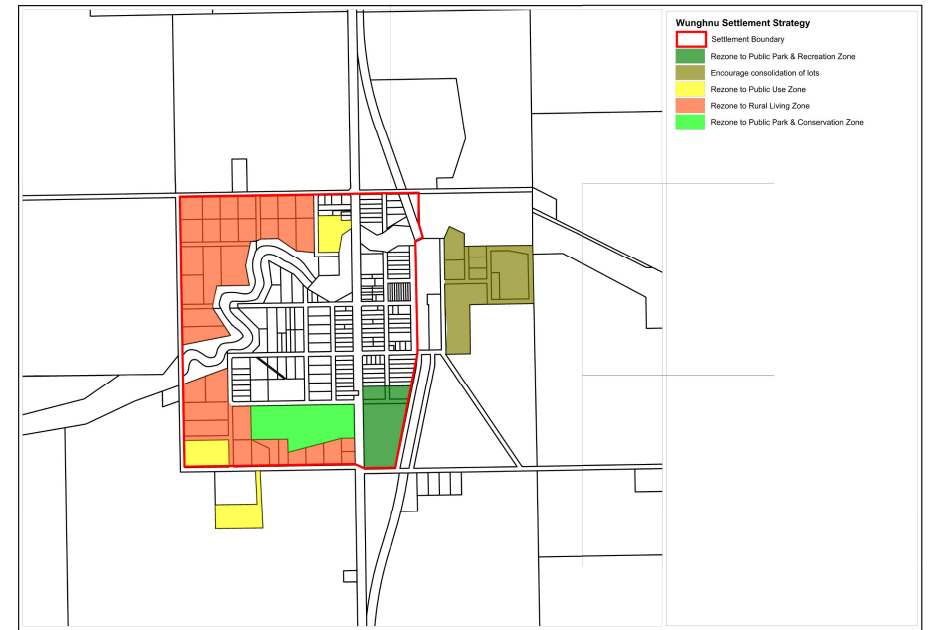 Wunghnu Settlement Strategy
Settlement Boundary
Rezone to Public Park & Recreation Zone
Encourage consolidation of lots
Rezone to Public Use Zone
Rezone to Rural Living Zone
Rezone to Public Park & Conservation Zone